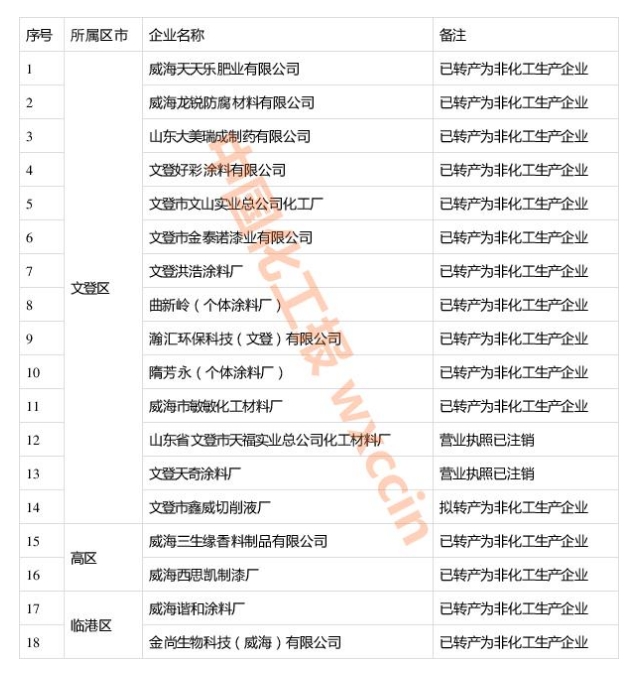 序号 所属区市 企业名称 备注
1 威海天天乐肥业有限公司 已转产为非化工生产企业
2 威海龙锐防腐材料有限公司 已转产为非化工生产企业
3 山东大美瑞成制药有限公司 已转产为非化工生产企业
4 文登好彩涂料有限公司 已转产为非化工生产企业
5 文登市文山实业总公司化工厂 已转产为非化工生产企业
6 文登市金泰诺漆业有限公司 已转产为非化工生产企业
7 文登洪浩涂料厂 已转产为非化工生产企业
文登区
8 曲新岭（个体涂料厂） 已转产为非化工生产企业
9 瀚汇环保科技（文登）有限公司 已转产为非化工生产企业
10 隋芳永（个体涂料厂） 已转产为非化工生产企业
11 威海市敏敏化工材料厂 已转产为非化工生产企业
12 山东省文登市天福实业总公司化工材料厂 营业执照已注销
13 文登天奇涂料厂 营业执照已注销
14 文登市鑫威切削液厂 拟转产为非化工生产企业
15 威海三生缘香料制品有限公司 已转产为非化工生产企业
高区
16 威海西思凯制漆厂 已转产为非化工生产企业
17 威海谐和涂料厂 已转产为非化工生产企业
临港区
18 金尚生物科技（威海）有限公司 已转产为非化工生产企业
中国化工报 wxccin